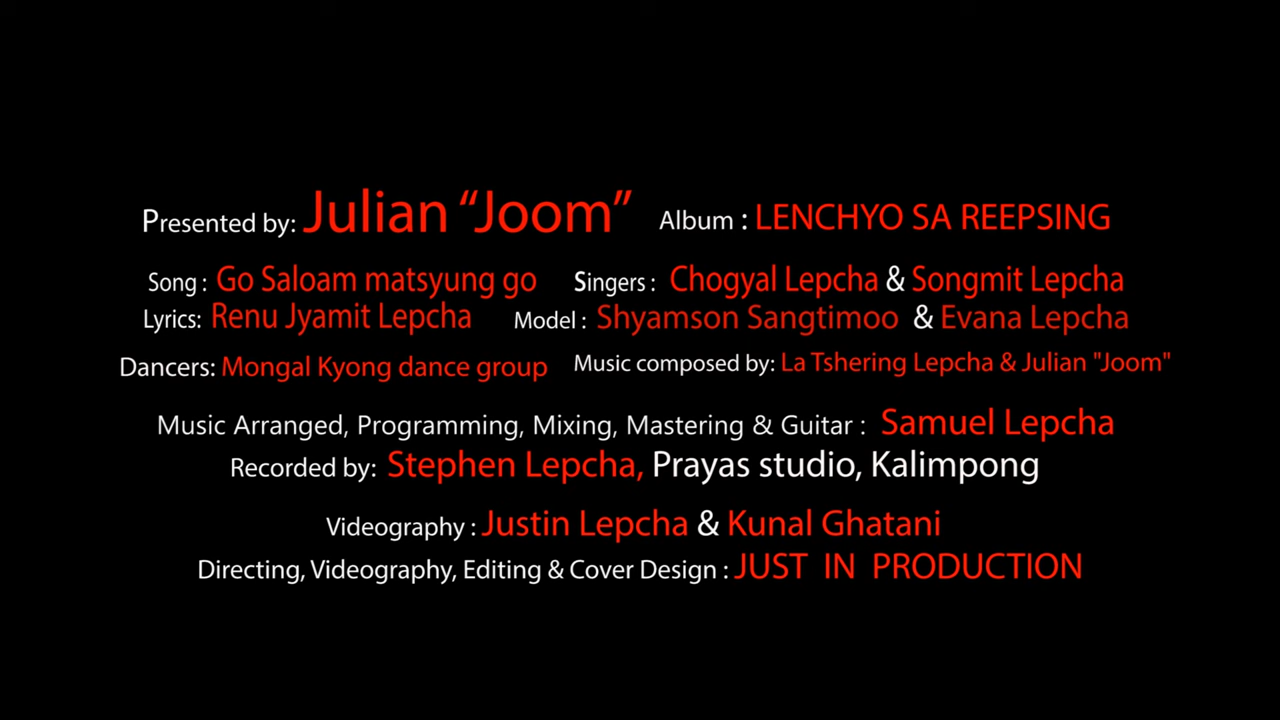 Presented by: Julian “Joom” Album : LENCHYO SA REEPSING
Song : Go Saloam matsyung go Singers : Chogyal Lepcha & Songmit Lepcha
Lyrics: Renu Jyamit Lepcha Model : Shyamson Sangtimoo & Evana Lepcha
Dancers: Mongal Kyong dance group Music composed by: La Tshering Lepcha & Julian "Joom"
Music Arranged, Programming, Mixing, Mastering & Guitar : Samuel Lepcha
Recorded by: Stephen Lepcha, Prayas studio, Kalimpong
Videography : Justin Lepcha & Kunal Ghatani
Directing, Videography, Editing & Cover Design : JUST IN PRODUCTION